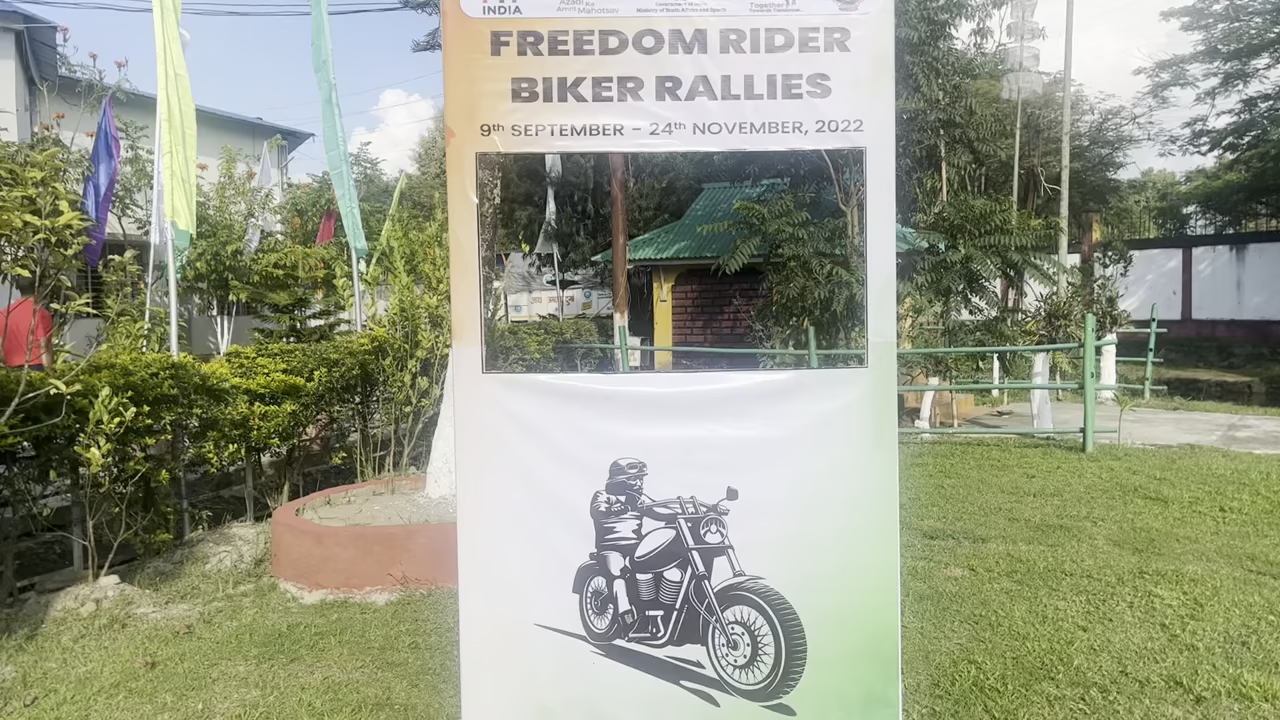 INDIA
Azadi Ka
Amrit Mahotsav
Ministry of Youth Affairs and Sports
Together
FREEDOM RIDER
BIKER RALLIES
9th SEPTEMBER - 24th NOVEMBER, 2022